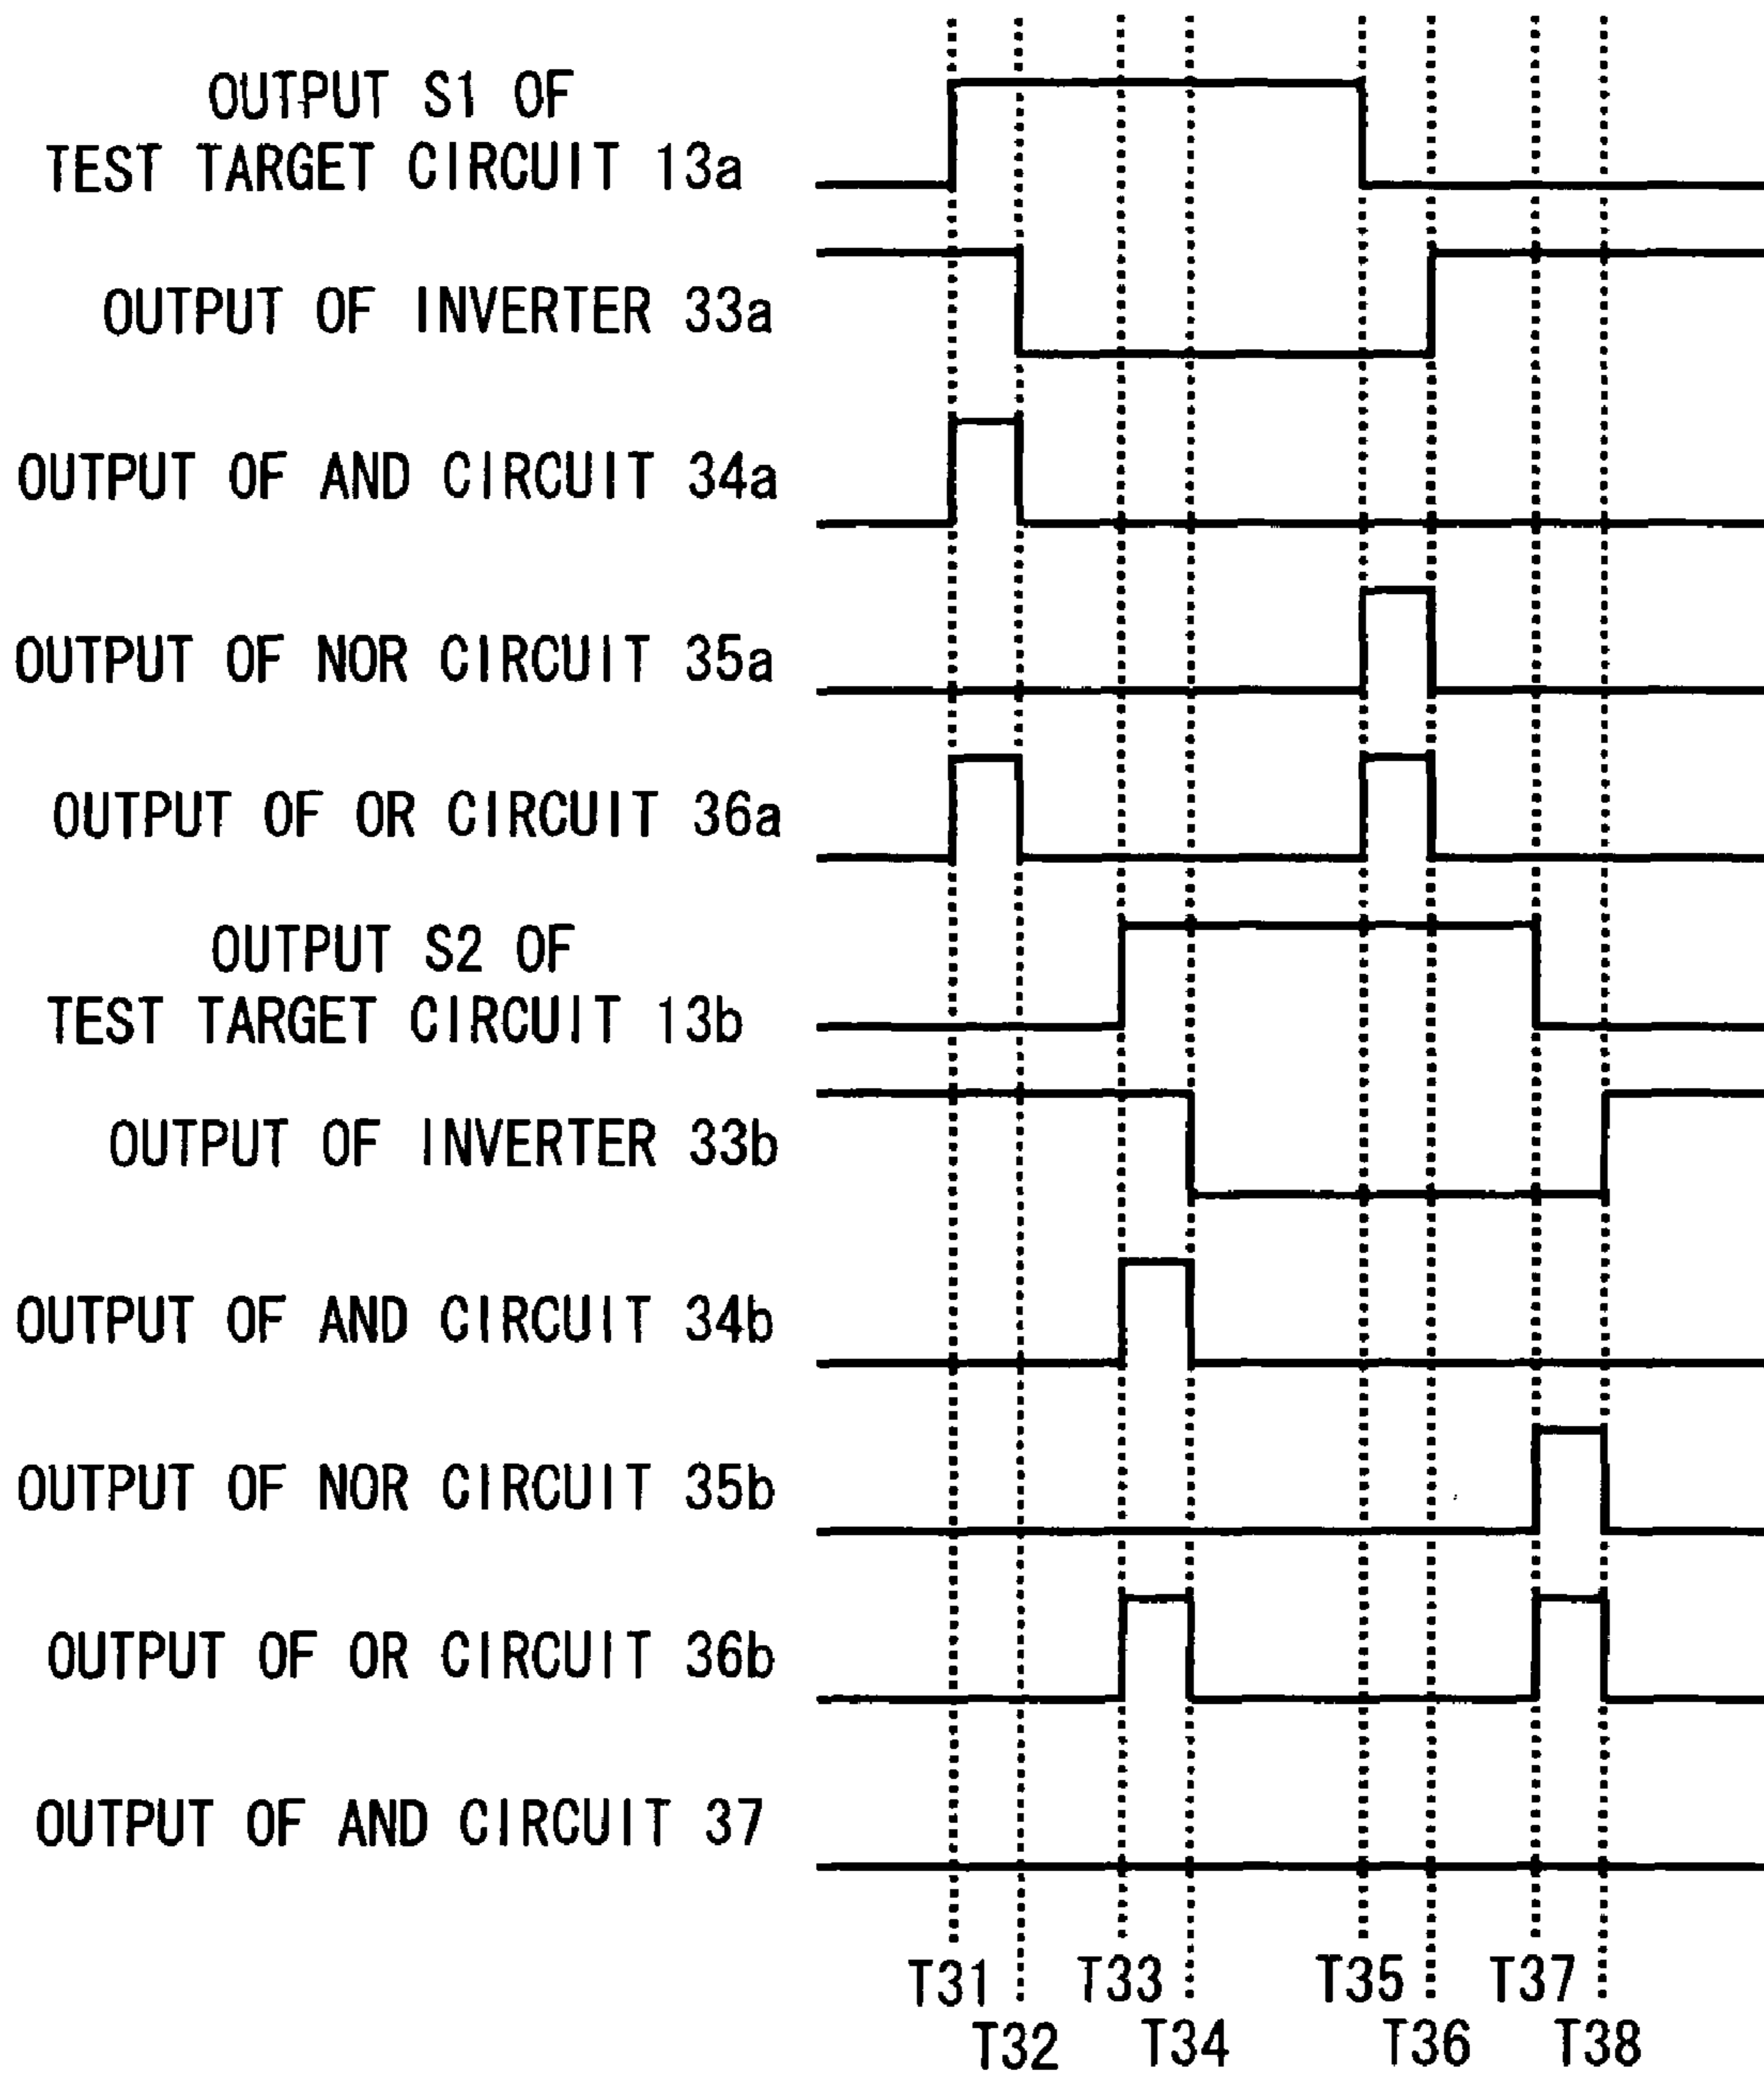 OUTPUT S1 OF
TEST TARGET CIRCUIT 13a
OUTPUT OF INVERTER 33a
OUTPUT OF AND CIRCUIT 34a
OUTPUT OF NOR CIRCUIT 35a
OUTPUT OF OR CIRCUIT 36a
OUTPUT S2 OF
TEST TARGET CIRCUIT 13b
OUTPUT OF INVERTER 33b
OUTPUT OF AND CIRCUIT 34b
OUTPUT OF NOR CIRCUIT 35b
OUTPUT OF OR CIRCUIT 36b
OUTPUT OF AND CIRCUIT 37
T31 T33 T35 T37
T32 T34 T36 T38